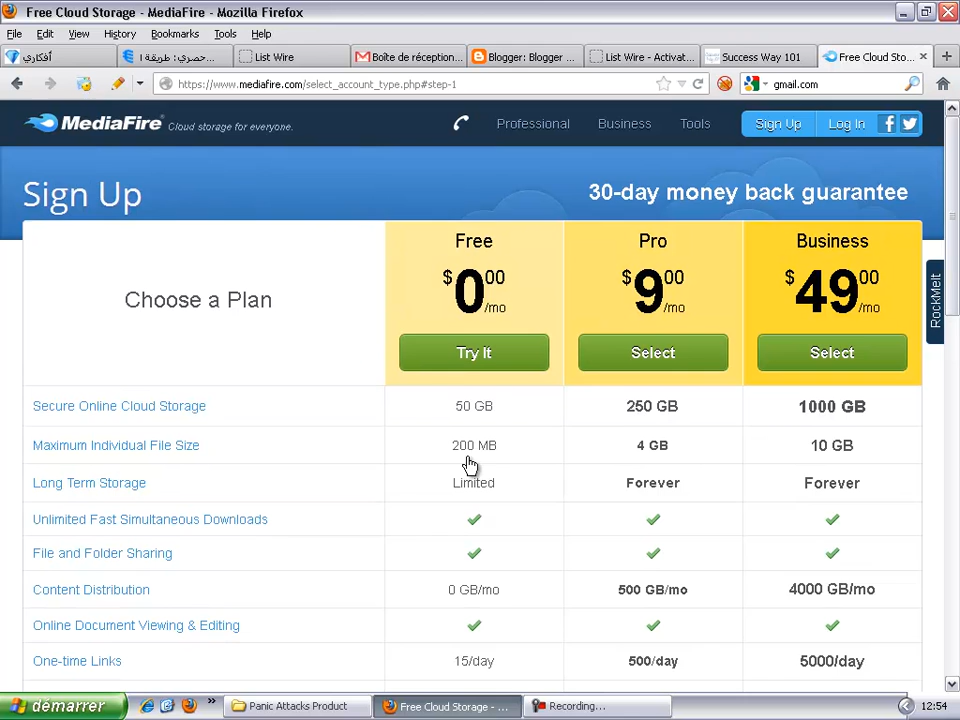 Free Cloud Storage - MediaFire - Mozilla Firefox
File Edit View History Bookmarks Tools Help
أفكاري
حصري: طريقة ا...
List Wire
Boîte de réception...
Blogger: Blogger ...
List Wire - Activat...
Success Way 101
Free Cloud Sto...
https://www.mediafire.com/select_account_type.php#step-1
gmail.com
MediaFire Cloud storage for everyone.
Professional Business Tools Sign Up Log In
Sign Up
30-day money back guarantee
Choose a Plan
Free Pro Business
$0.00/mo $9.00/mo $49.00/mo
Try It Select Select
Secure Online Cloud Storage 50 GB 250 GB 1000 GB
Maximum Individual File Size 200 MB 4 GB 10 GB
Long Term Storage Limited Forever Forever
Unlimited Fast Simultaneous Downloads
File and Folder Sharing
Content Distribution 0 GB/mo 500 GB/mo 4000 GB/mo
Online Document Viewing & Editing
One-time Links 15/day 500/day 5000/day
RockMelt
démarrer
Panic Attacks Product
Free Cloud Storage - ...
Recording...
12:54